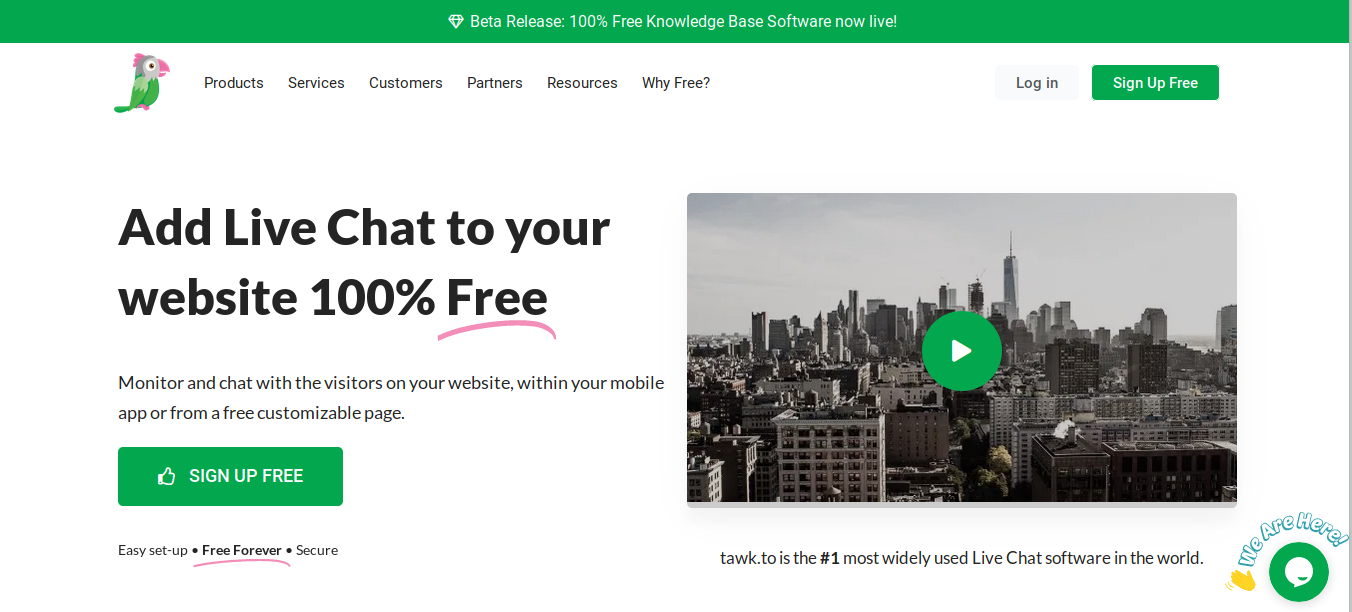 Beta Release: 100% Free Knowledge Base Software now live!
Products Services Customers Partners Resources Why Free? Log in Sign Up Free
Add Live Chat to your
website 100% Free
Monitor and chat with the visitors on your website, within your mobile
app or from a free customizable page.
SIGN UP FREE
Easy set-up • Free Forever • Secure
tawk.to is the #1 most widely used Live Chat software in the world.
We Are Here!